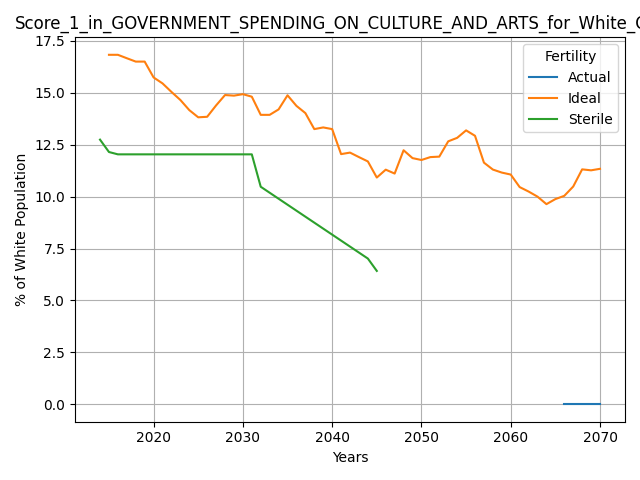 Score_1_in_GOVERNMENT_SPENDING_ON_CULTURE_AND_ARTS_for_White_
17.5
15.0
12.5
10.0
7.5
5.0
2.5
0.0
% of White Population
Fertility
Actual
Ideal
Sterile
2020 2030 2040 2050 2060 2070
Years